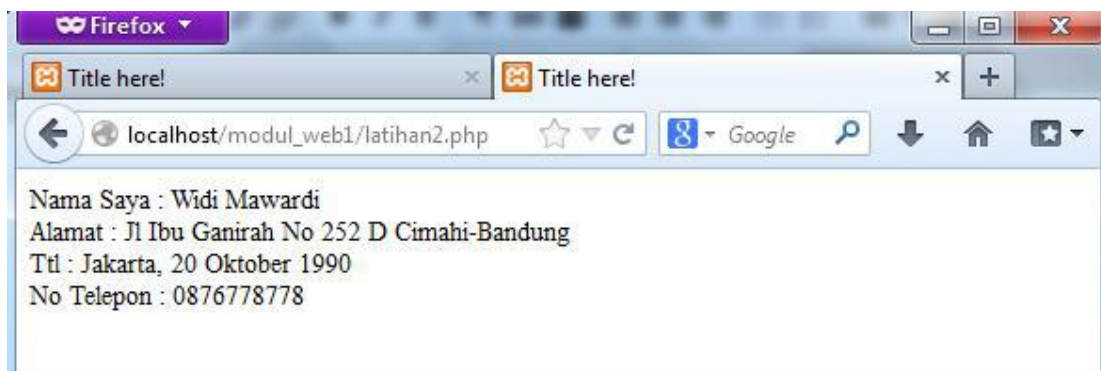 Firefox
Title here!
Title here!
localhost/modul_web1/latihan2.php
8 Google
Nama Saya : Widi Mawardi
Alamat : Jl Ibu Ganirah No 252 D Cimahi-Bandung
Ttl : Jakarta, 20 Oktober 1990
No Telepon : 0876778778